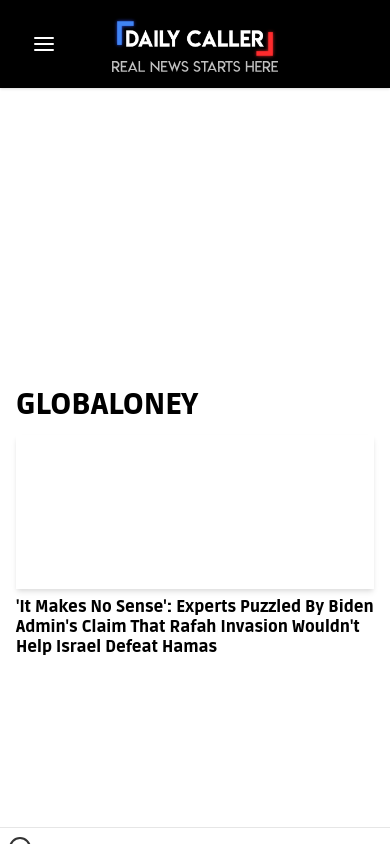 DAILY CALLER
REAL NEWS STARTS HERE
GLOBALONEY
'It Makes No Sense': Experts Puzzled By Biden
Admin's Claim That Rafah Invasion Wouldn't
Help Israel Defeat Hamas